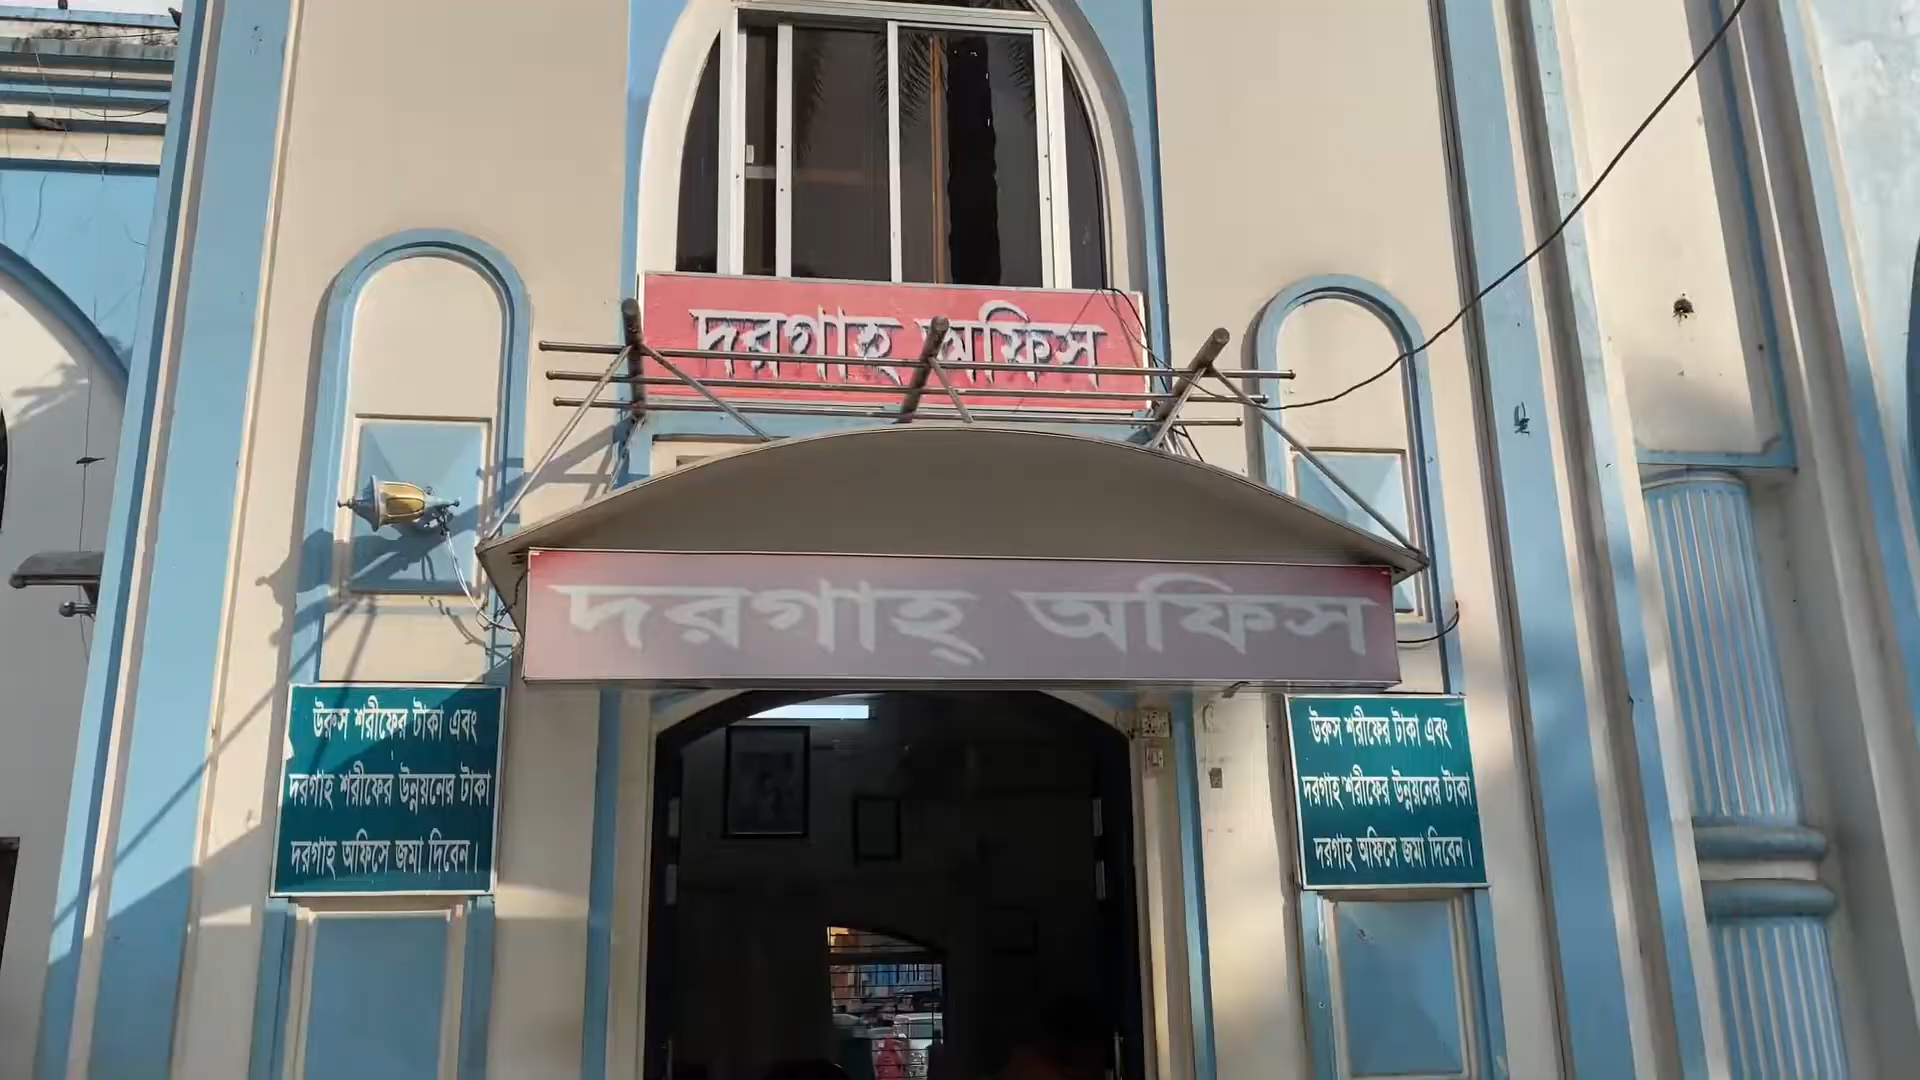 দরগাহ্ অফিস
দরগাহ্ অফিস
উরুস শরীফের টাকা এবং
দরগাহ শরীফের উন্নয়নের টাকা
দরগাহ অফিসে জমা দিবেন।
উরুস শরীফের টাকা এবং
দরগাহ শরীফের উন্নয়নের টাকা
দরগাহ অফিসে জমা দিবেন।